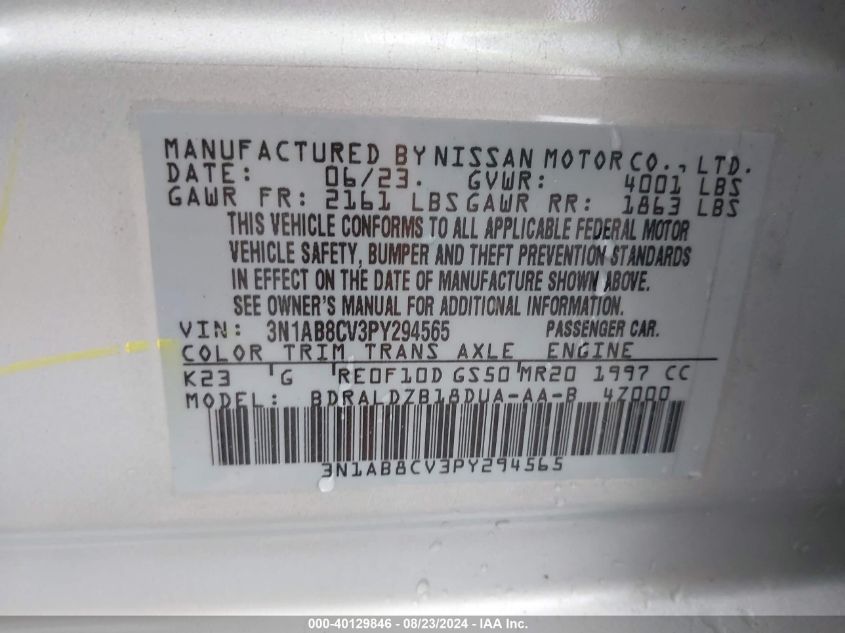 MANUFACTURED BY NISSAN MOTOR CO., LTD.
DATE: 06/23. GVWR: 4001 LBS
GAWR FR: 2161 LBS GAWR RR: 1863 LBS
THIS VEHICLE CONFORMS TO ALL APPLICABLE FEDERAL MOTOR
VEHICLE SAFETY, BUMPER AND THEFT PREVENTION STANDARDS
IN EFFECT ON THE DATE OF MANUFACTURE SHOWN ABOVE.
SEE OWNER'S MANUAL FOR ADDITIONAL INFORMATION.
VIN: 3N1AB8CV3PY294565 PASSENGER CAR.
COLOR TRIM TRANS AXLE ENGINE
K23 G RE0F10D GS50 MR20 1997 CC
MODEL: BDRALDZB18DUA-AA-B 4Z000
3N1AB8CV3PY294565
000-40129846 - 08/23/2024 - IAA Inc.